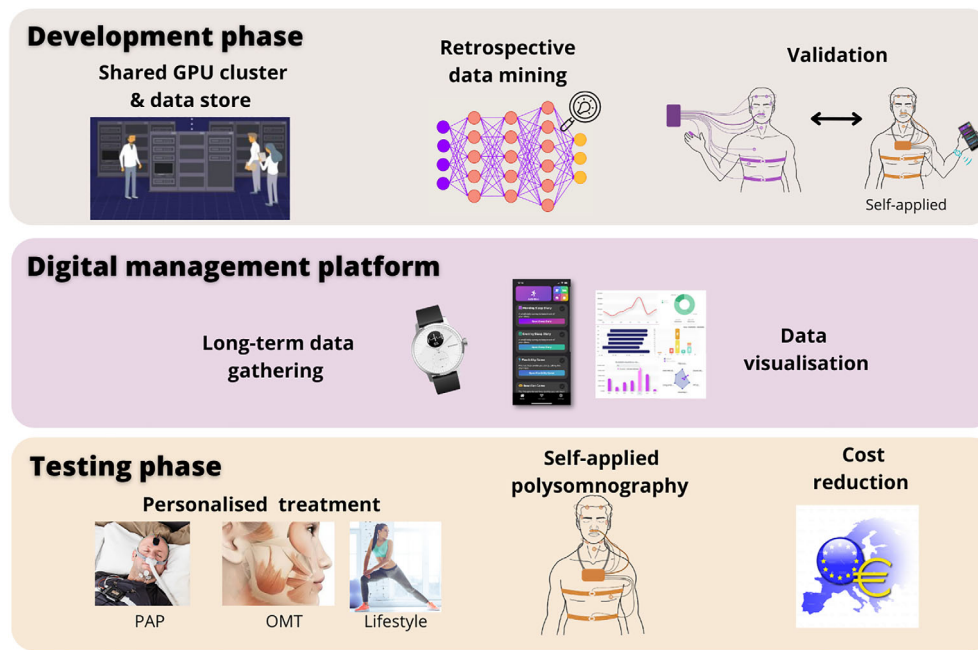 Development phase
Shared GPU cluster
& data store
Retrospective
data mining
Validation
Self-applied
Digital management platform
Long-term data
gathering
Data
visualisation
Testing phase
Personalised treatment
PAP
OMT
Lifestyle
Self-applied
polysomnography
Cost
reduction